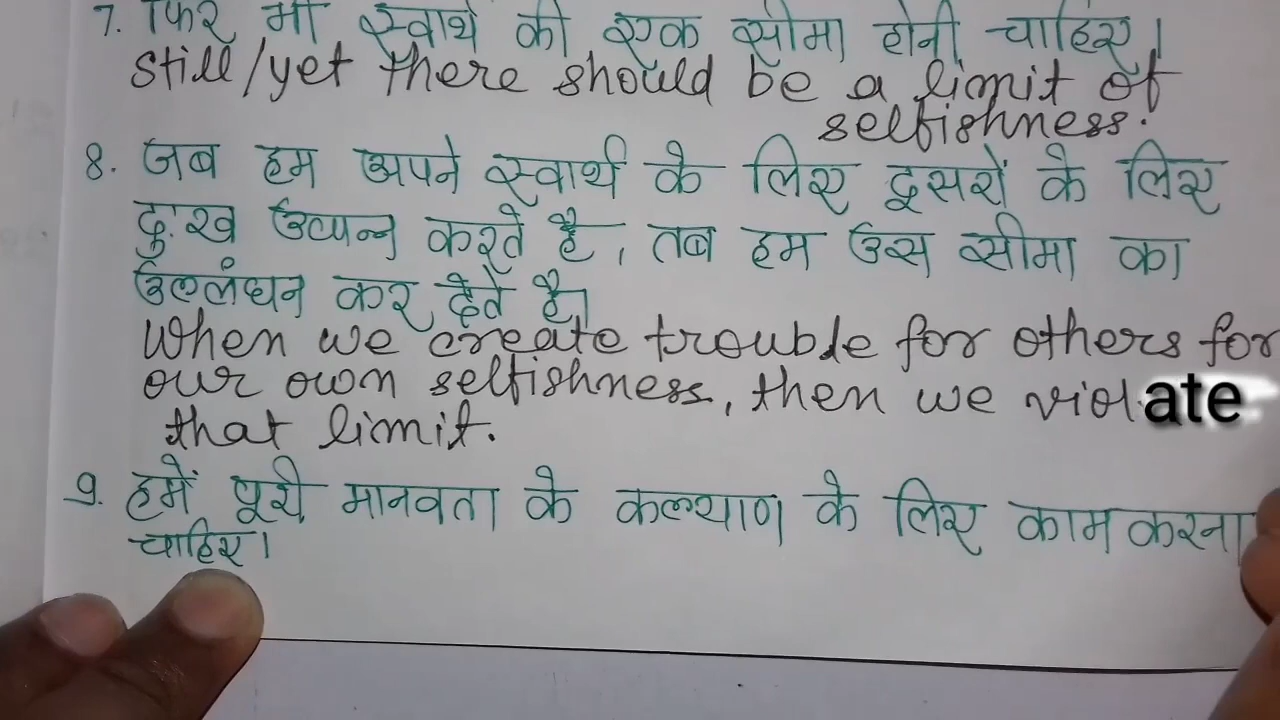 7. फिर भी स्वार्थ की एक सीमा होनी चाहिए।
still/yet there should be a limit of
selfishness.
8. जब हम अपने स्वार्थ के लिए दूसरों के लिए
दु:ख उत्पन्न करते है, तब हम उस सीमा का
उल्लंघन कर देते है।
When we create trouble for others for
our own selfishness, then we violate
that limit.
9. हमें पूरी मानवता के कल्याण के लिए काम करना
चाहिए।